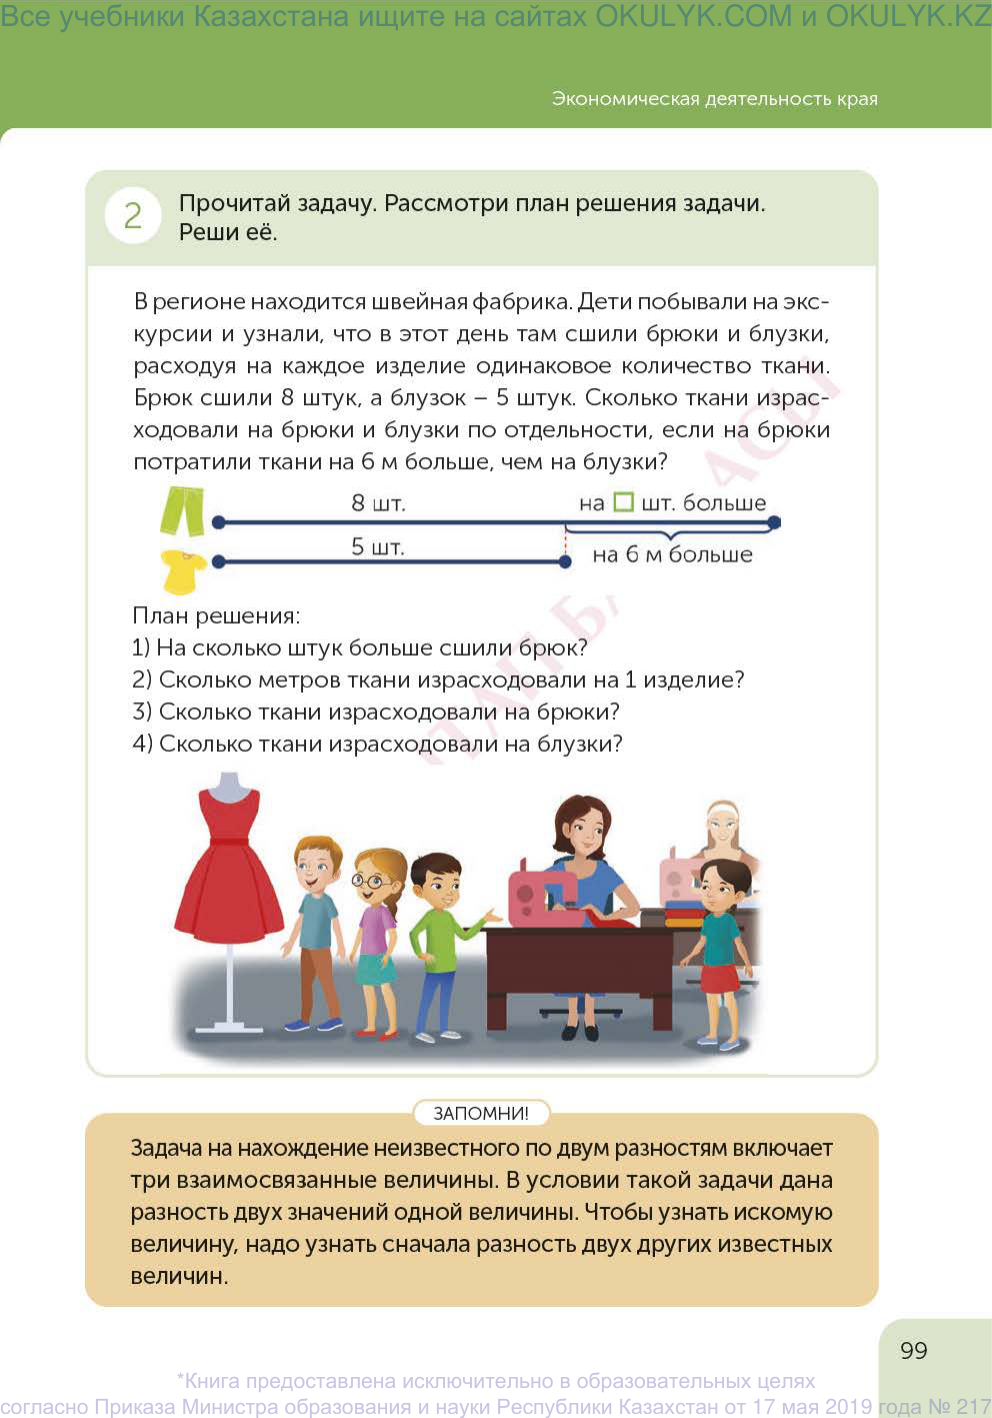 Все учебники Казахстана ищите на сайтах OKULYK.COM и OKULYK.KZ
Экономическая деятельность края
2
Прочитай задачу. Рассмотри план решения задачи.
Реши её.
В регионе находится швейная фабрика. Дети побывали на экс-
курсии и узнали, что в этот день там сшили брюки и блузки,
расходуя на каждое изделие одинаковое количество ткани.
Брюк сшили 8 штук, а блузок – 5 штук. Сколько ткани израс-
ходовали на брюки и блузки по отдельности, если на брюки
потратили ткани на 6 м больше, чем на блузки?
8 шт.
на □ шт. больше
5 шт.
на 6 м больше
План решения:
1) На сколько штук больше сшили брюк?
2) Сколько метров ткани израсходовали на 1 изделие?
3) Сколько ткани израсходовали на брюки?
4) Сколько ткани израсходовали на блузки?
ЗАПОМНИ!
Задача на нахождение неизвестного по двум разностям включает
три взаимосвязанные величины. В условии такой задачи дана
разность двух значений одной величины. Чтобы узнать искомую
величину, надо узнать сначала разность двух других известных
величин.
99
*Книга предоставлена исключительно в образовательных целях
согласно Приказа Министра образования и науки Республики Казахстан от 17 мая 2019 года № 217